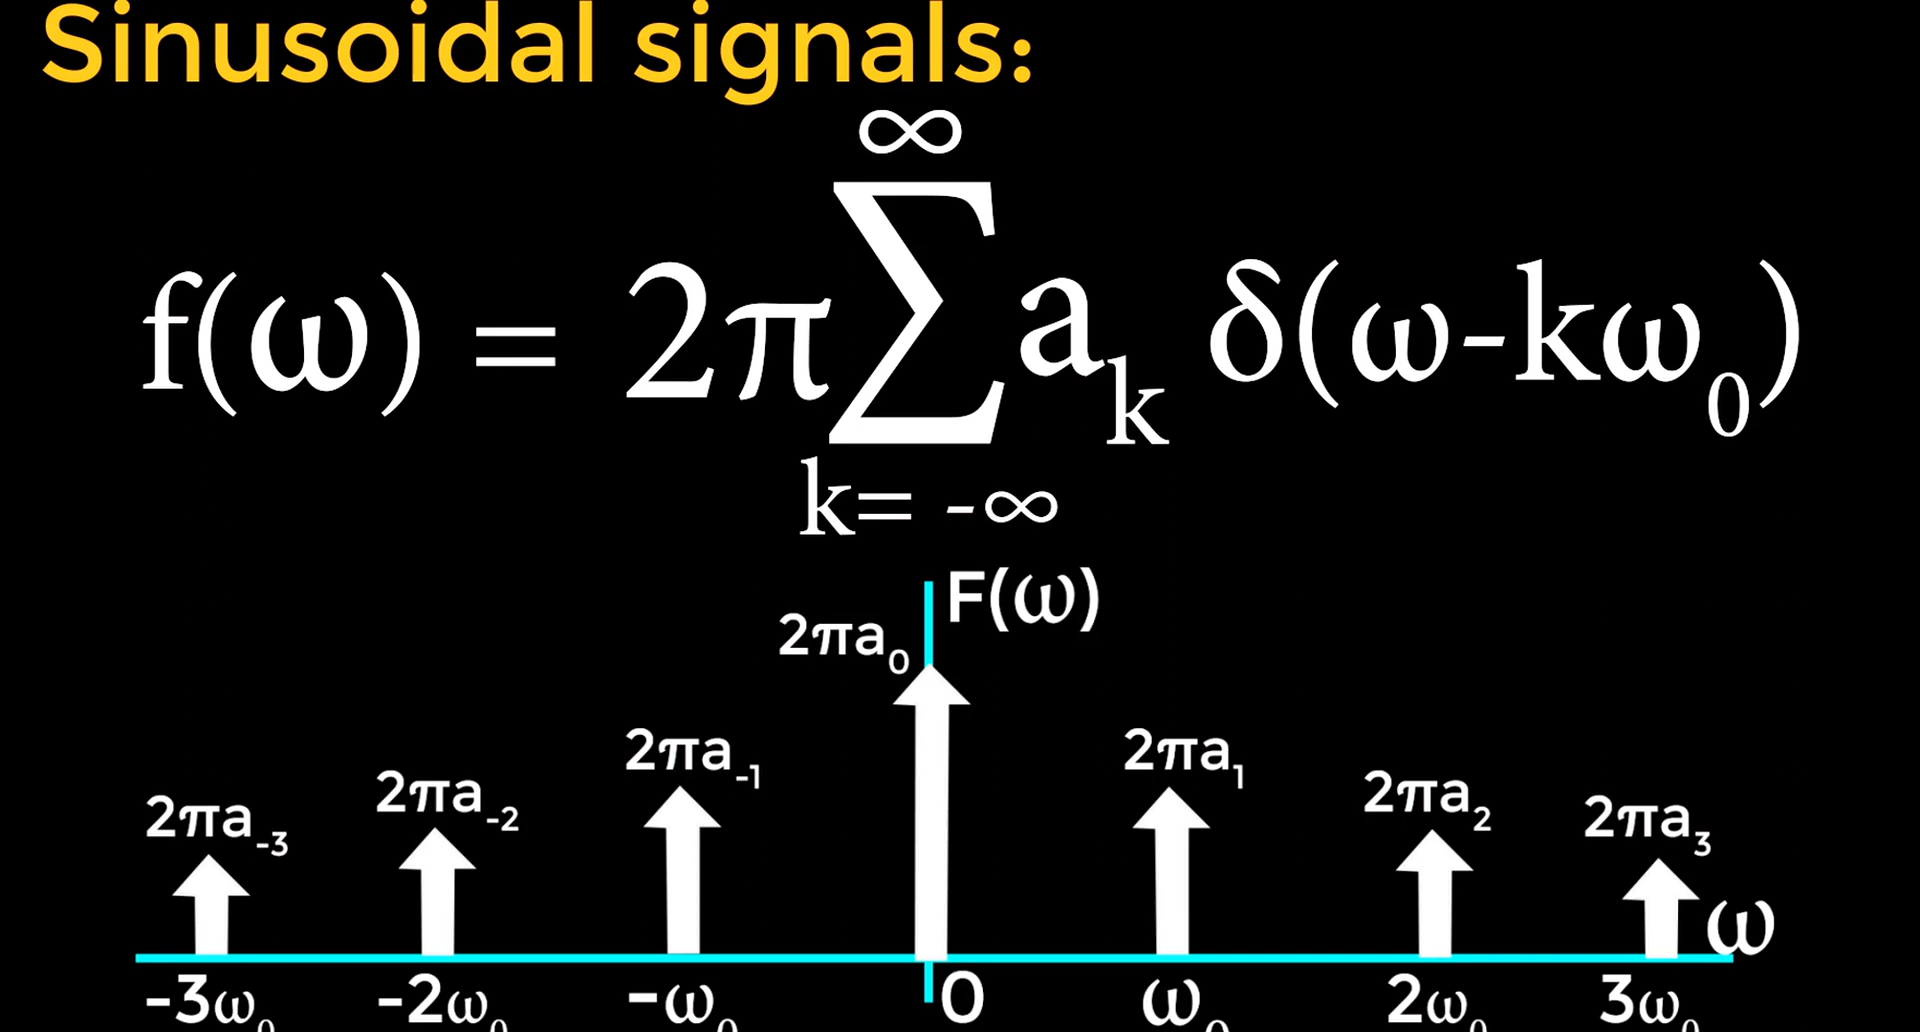 Sinusoidal signals:
∞
f(ω) = 2π∑a_k δ(ω-kω_0)
k= -∞
F(ω)
2πa_0
2πa_-3 2πa_-2 2πa_-1 2πa_1 2πa_2 2πa_3
ω
-3ω_0 -2ω_0 -ω_0 0 ω_0 2ω_0 3ω_0